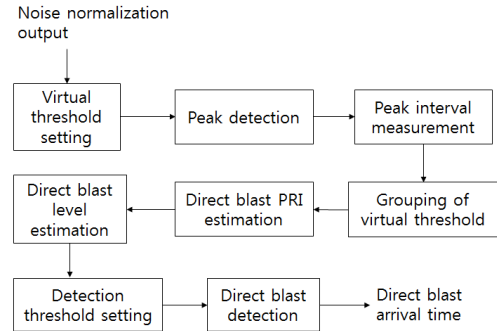 Noise normalization
output
Virtual
threshold
setting
Peak detection
Peak interval
measurement
Direct blast
level
estimation
Direct blast PRI
estimation
Grouping of
virtual threshold
Detection
threshold setting
Direct blast
detection
Direct blast
arrival time